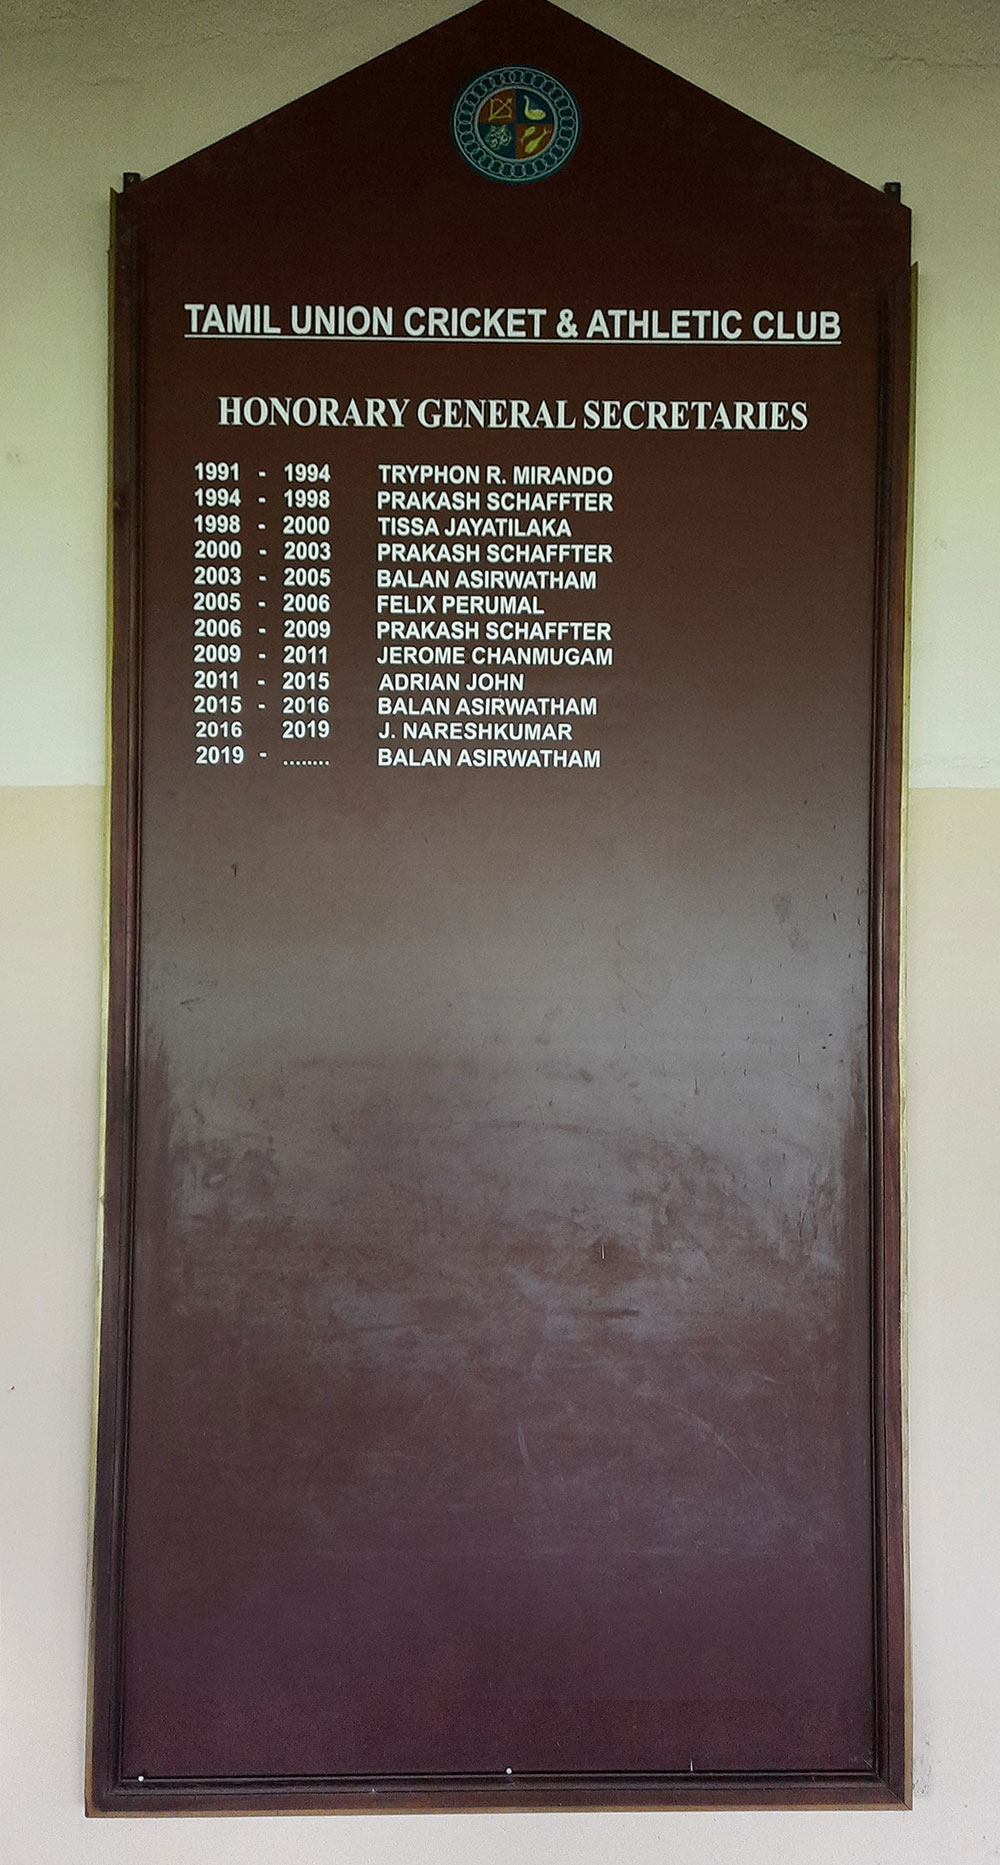 TAMIL UNION CRICKET & ATHLETIC CLUB
HONORARY GENERAL SECRETARIES
1991 - 1994 TRYPHON R. MIRANDO
1994 - 1998 PRAKASH SCHAFFTER
1998 - 2000 TISSA JAYATILAKA
2000 - 2003 PRAKASH SCHAFFTER
2003 - 2005 BALAN ASIRWATHAM
2005 - 2006 FELIX PERUMAL
2006 - 2009 PRAKASH SCHAFFTER
2009 - 2011 JEROME CHANMUGAM
2011 - 2015 ADRIAN JOHN
2015 - 2016 BALAN ASIRWATHAM
2016 2019 J. NARESHKUMAR
2019 - ........ BALAN ASIRWATHAM